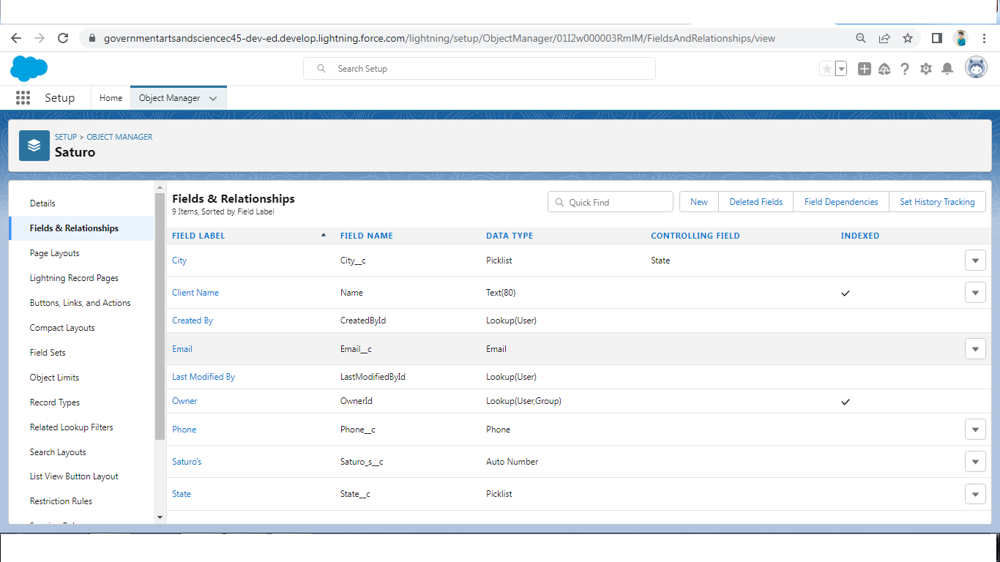 governmentartsandsciencec45-dev-ed.develop.lightning.force.com/lightning/setup/ObjectManager/01I2w000003RmIM/FieldsAndRelationships/view
Search Setup
Setup Home Object Manager
SETUP > OBJECT MANAGER
Saturo
Details
Fields & Relationships
Page Layouts
Lightning Record Pages
Buttons, Links, and Actions
Compact Layouts
Field Sets
Object Limits
Record Types
Related Lookup Filters
Search Layouts
List View Button Layout
Restriction Rules
Fields & Relationships
9 Items, Sorted by Field Label
Quick Find
New Deleted Fields Field Dependencies Set History Tracking
FIELD LABEL FIELD NAME DATA TYPE CONTROLLING FIELD INDEXED
City City__c Picklist State
Client Name Name Text(80)
Created By CreatedById Lookup(User)
Email Email__c Email
Last Modified By LastModifiedById Lookup(User)
Owner OwnerId Lookup(User,Group)
Phone Phone__c Phone
Saturo's Saturo_s__c Auto Number
State State__c Picklist